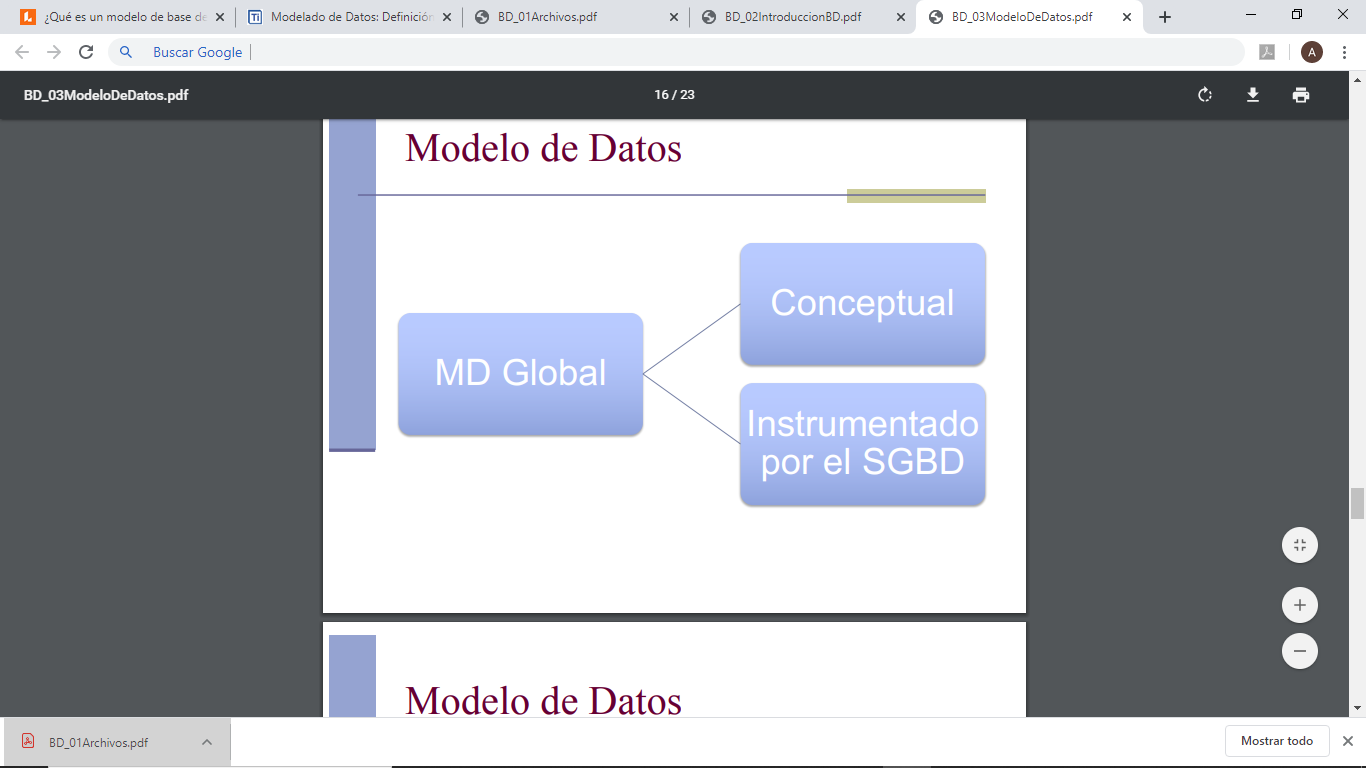 ¿Qué es un modelo de base de
Modelado de Datos: Definición
BD_01Archivos.pdf
BD_02IntroduccionBD.pdf
BD_03ModeloDeDatos.pdf
Buscar Google
A
BD_03ModeloDeDatos.pdf
16 / 23
Modelo de Datos
Conceptual
MD Global
Instrumentado
por el SGBD
Modelo de Datos
BD_01Archivos.pdf
Mostrar todo